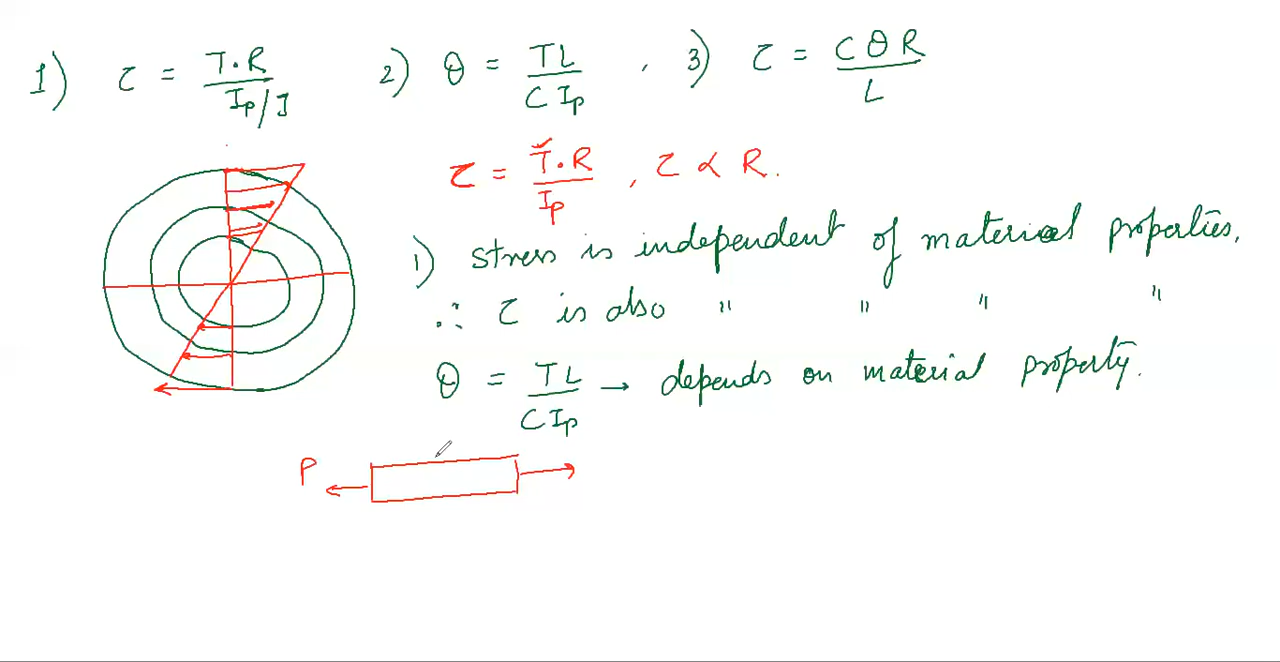 1) τ = T·R / Ip/J 2) θ = TL / C Ip , 3) τ = CθR / L
τ = T·R / Ip , τ α R.
1) stress is independent of material properties.
∴ τ is also " " " "
θ = TL / C Ip → depends on material property.
P